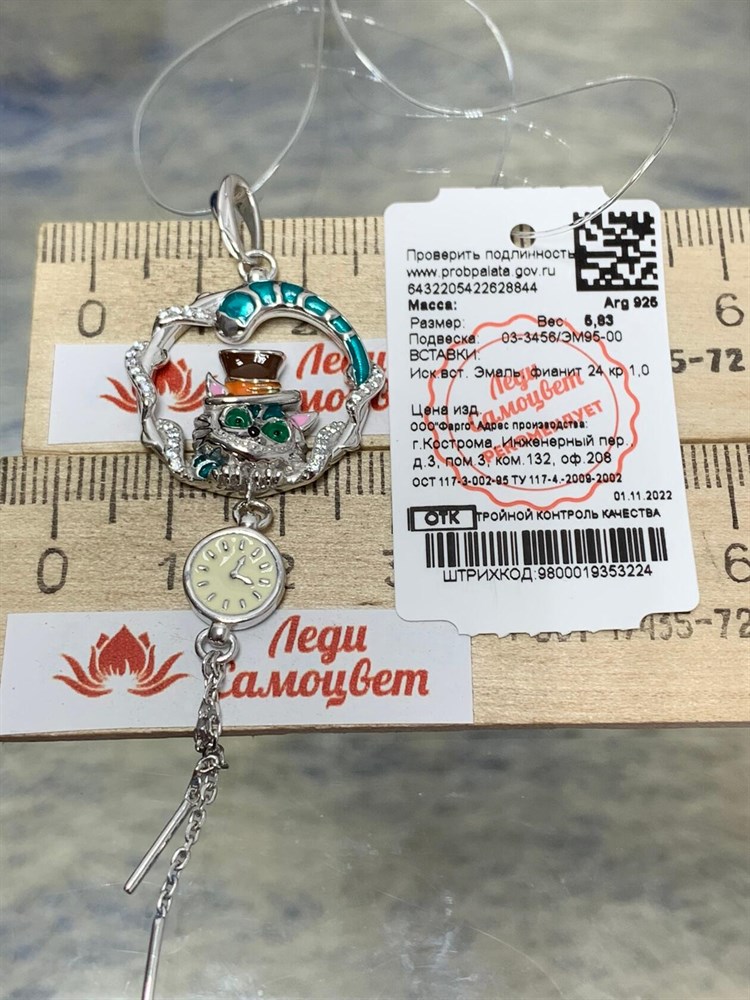 Проверить подлинность
www.probpalata.gov.ru
6432205422628844
Масса: Arg 925
Размер: Вес: 5,83
Подвеска: 03-3456/ЭМ95-00
ВСТАВКИ:
Иск вст. Эмаль, фианит 24 кр 1,0
Леди
Самоцвет
РЕКОМЕНДУЕТ
Цена изд.
ООО"Фарго" Адрес производства:
г.Кострома, Инженерный пер.,
д.3, пом.3, ком.132, оф.208
ОСТ 117-3-002-95 ТУ 117-4.-2009-2002
01.11.2022
ОТК ТРОЙНОЙ КОНТРОЛЬ КАЧЕСТВА
ШТРИХКОД:9800019353224
0 2 6
5-72
Леди
0 1 2 6
35-72
Леди
Самоцвет